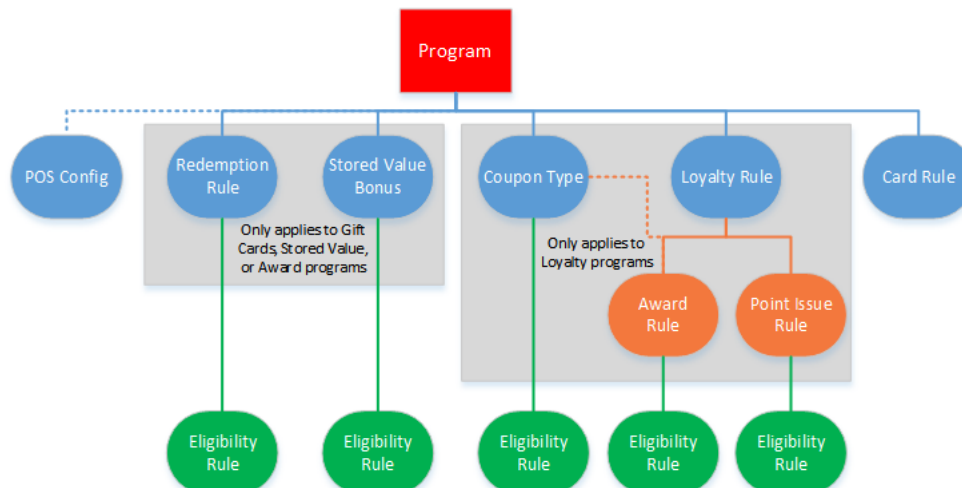 Program
POS Config
Redemption
Rule
Stored Value
Bonus
Coupon Type
Loyalty Rule
Card Rule
Only applies to Gift
Cards, Stored Value,
or Award programs
Only applies to
Loyalty programs
Award
Rule
Point Issue
Rule
Eligibility
Rule
Eligibility
Rule
Eligibility
Rule
Eligibility
Rule
Eligibility
Rule